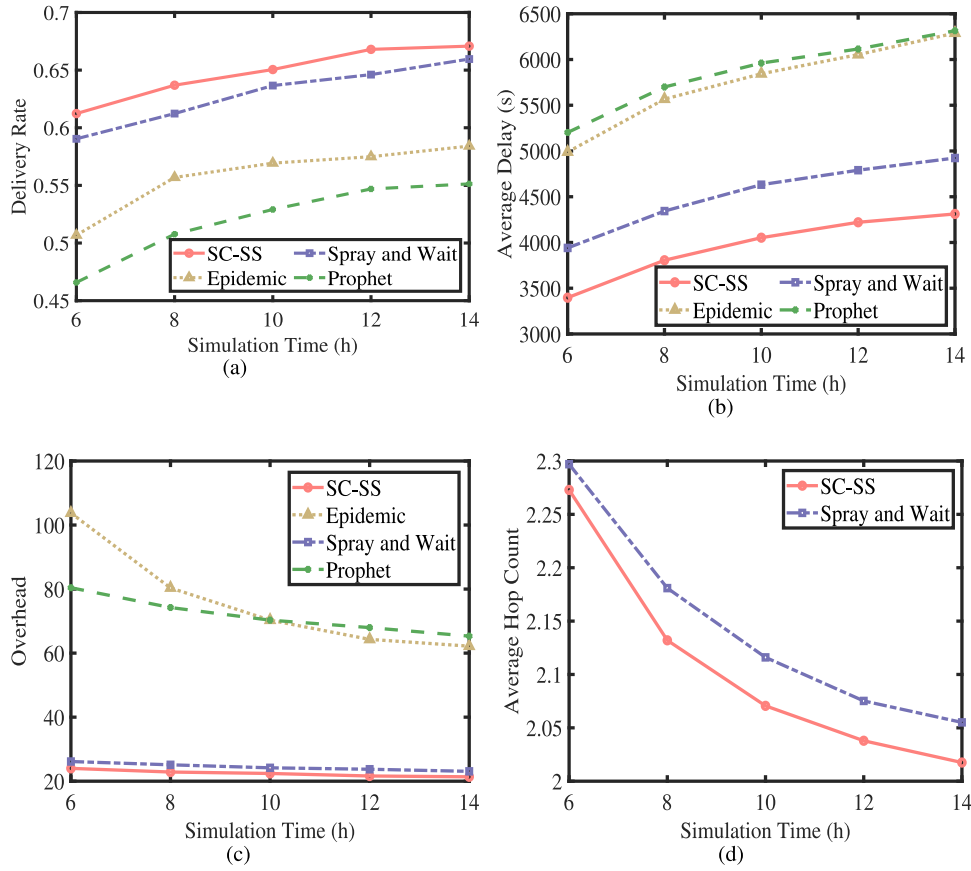 0.7
0.65
0.6
0.55
0.5
0.45
Delivery Rate
SC-SS
Spray and Wait
Epidemic
Prophet
6 8 10 12 14
Simulation Time (h)
(a)
6500
6000
5500
5000
4500
4000
3500
3000
Average Delay (s)
SC-SS
Spray and Wait
Epidemic
Prophet
6 8 10 12 14
Simulation Time (h)
(b)
120
100
80
60
40
20
Overhead
SC-SS
Epidemic
Spray and Wait
Prophet
6 8 10 12 14
Simulation Time (h)
(c)
2.3
2.25
2.2
2.15
2.1
2.05
2
Average Hop Count
SC-SS
Spray and Wait
6 8 10 12 14
Simulation Time (h)
(d)